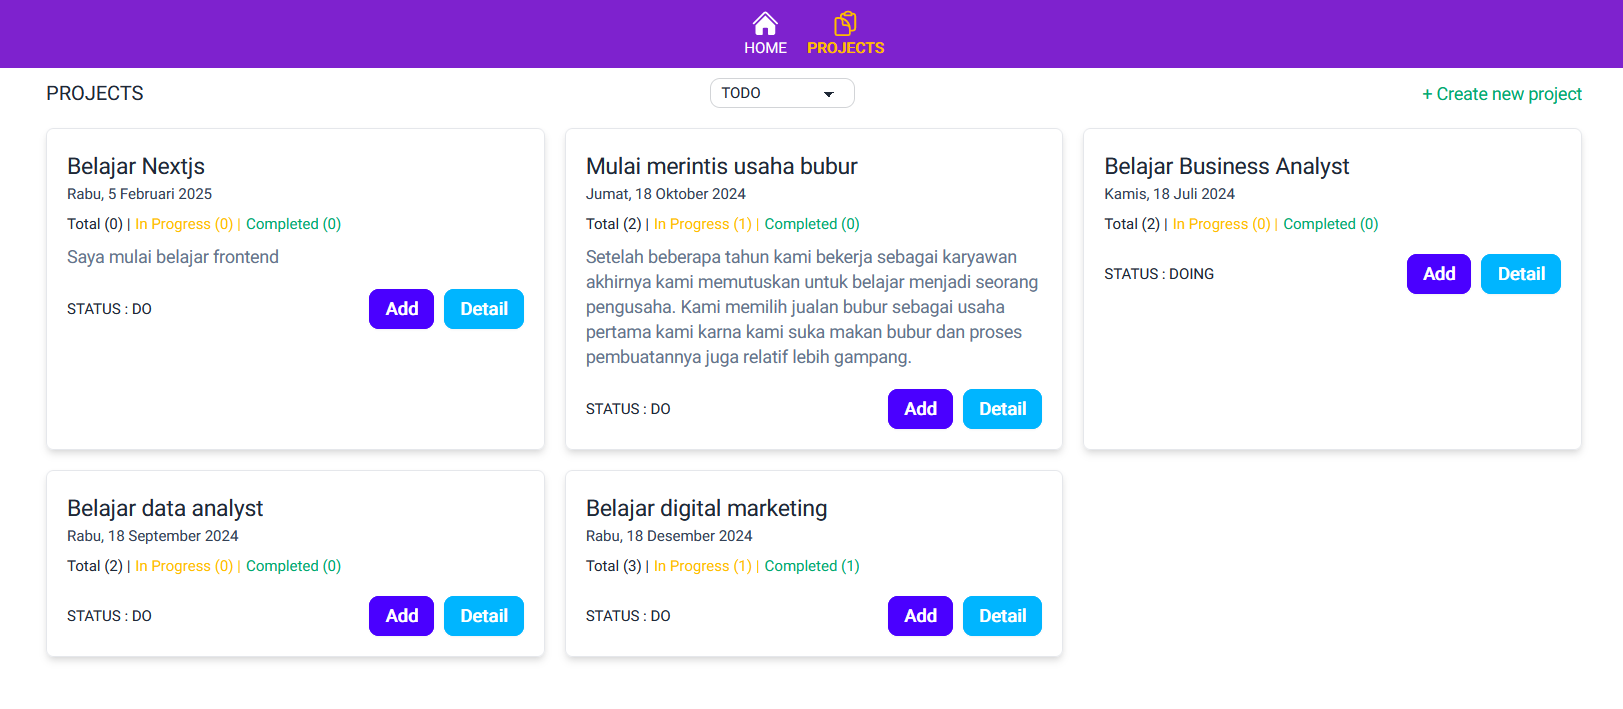 HOME PROJECTS
PROJECTS TODO + Create new project
Belajar Nextjs
Rabu, 5 Februari 2025
Total (0) | In Progress (0) | Completed (0)
Saya mulai belajar frontend
STATUS : DO Add Detail
Mulai merintis usaha bubur
Jumat, 18 Oktober 2024
Total (2) | In Progress (1) | Completed (0)
Setelah beberapa tahun kami bekerja sebagai karyawan
akhirnya kami memutuskan untuk belajar menjadi seorang
pengusaha. Kami memilih jualan bubur sebagai usaha
pertama kami karna kami suka makan bubur dan proses
pembuatannya juga relatif lebih gampang.
STATUS : DO Add Detail
Belajar Business Analyst
Kamis, 18 Juli 2024
Total (2) | In Progress (0) | Completed (0)
STATUS : DOING Add Detail
Belajar data analyst
Rabu, 18 September 2024
Total (2) | In Progress (0) | Completed (0)
STATUS : DO Add Detail
Belajar digital marketing
Rabu, 18 Desember 2024
Total (3) | In Progress (1) | Completed (1)
STATUS : DO Add Detail